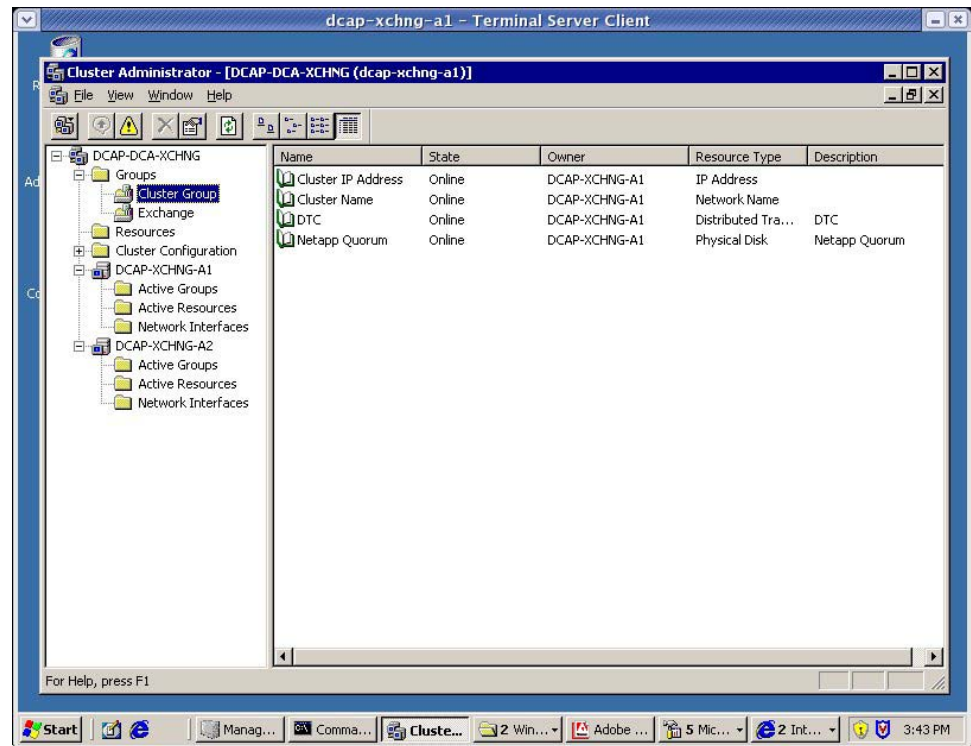 dcap-xchng-a1 - Terminal Server Client
Cluster Administrator - [DCAP-DCA-XCHNG (dcap-xchng-a1)]
File View Window Help
DCAP-DCA-XCHNG
Groups
Cluster Group
Exchange
Resources
Cluster Configuration
DCAP-XCHNG-A1
Active Groups
Active Resources
Network Interfaces
DCAP-XCHNG-A2
Active Groups
Active Resources
Network Interfaces
Name State Owner Resource Type Description
Cluster IP Address Online DCAP-XCHNG-A1 IP Address
Cluster Name Online DCAP-XCHNG-A1 Network Name
DTC Online DCAP-XCHNG-A1 Distributed Tra... DTC
Netapp Quorum Online DCAP-XCHNG-A1 Physical Disk Netapp Quorum
R
Ad
Co
For Help, press F1
Start Manag... Comma... Cluste... 2 Win... Adobe ... 5 Mic... 2 Int... 3:43 PM